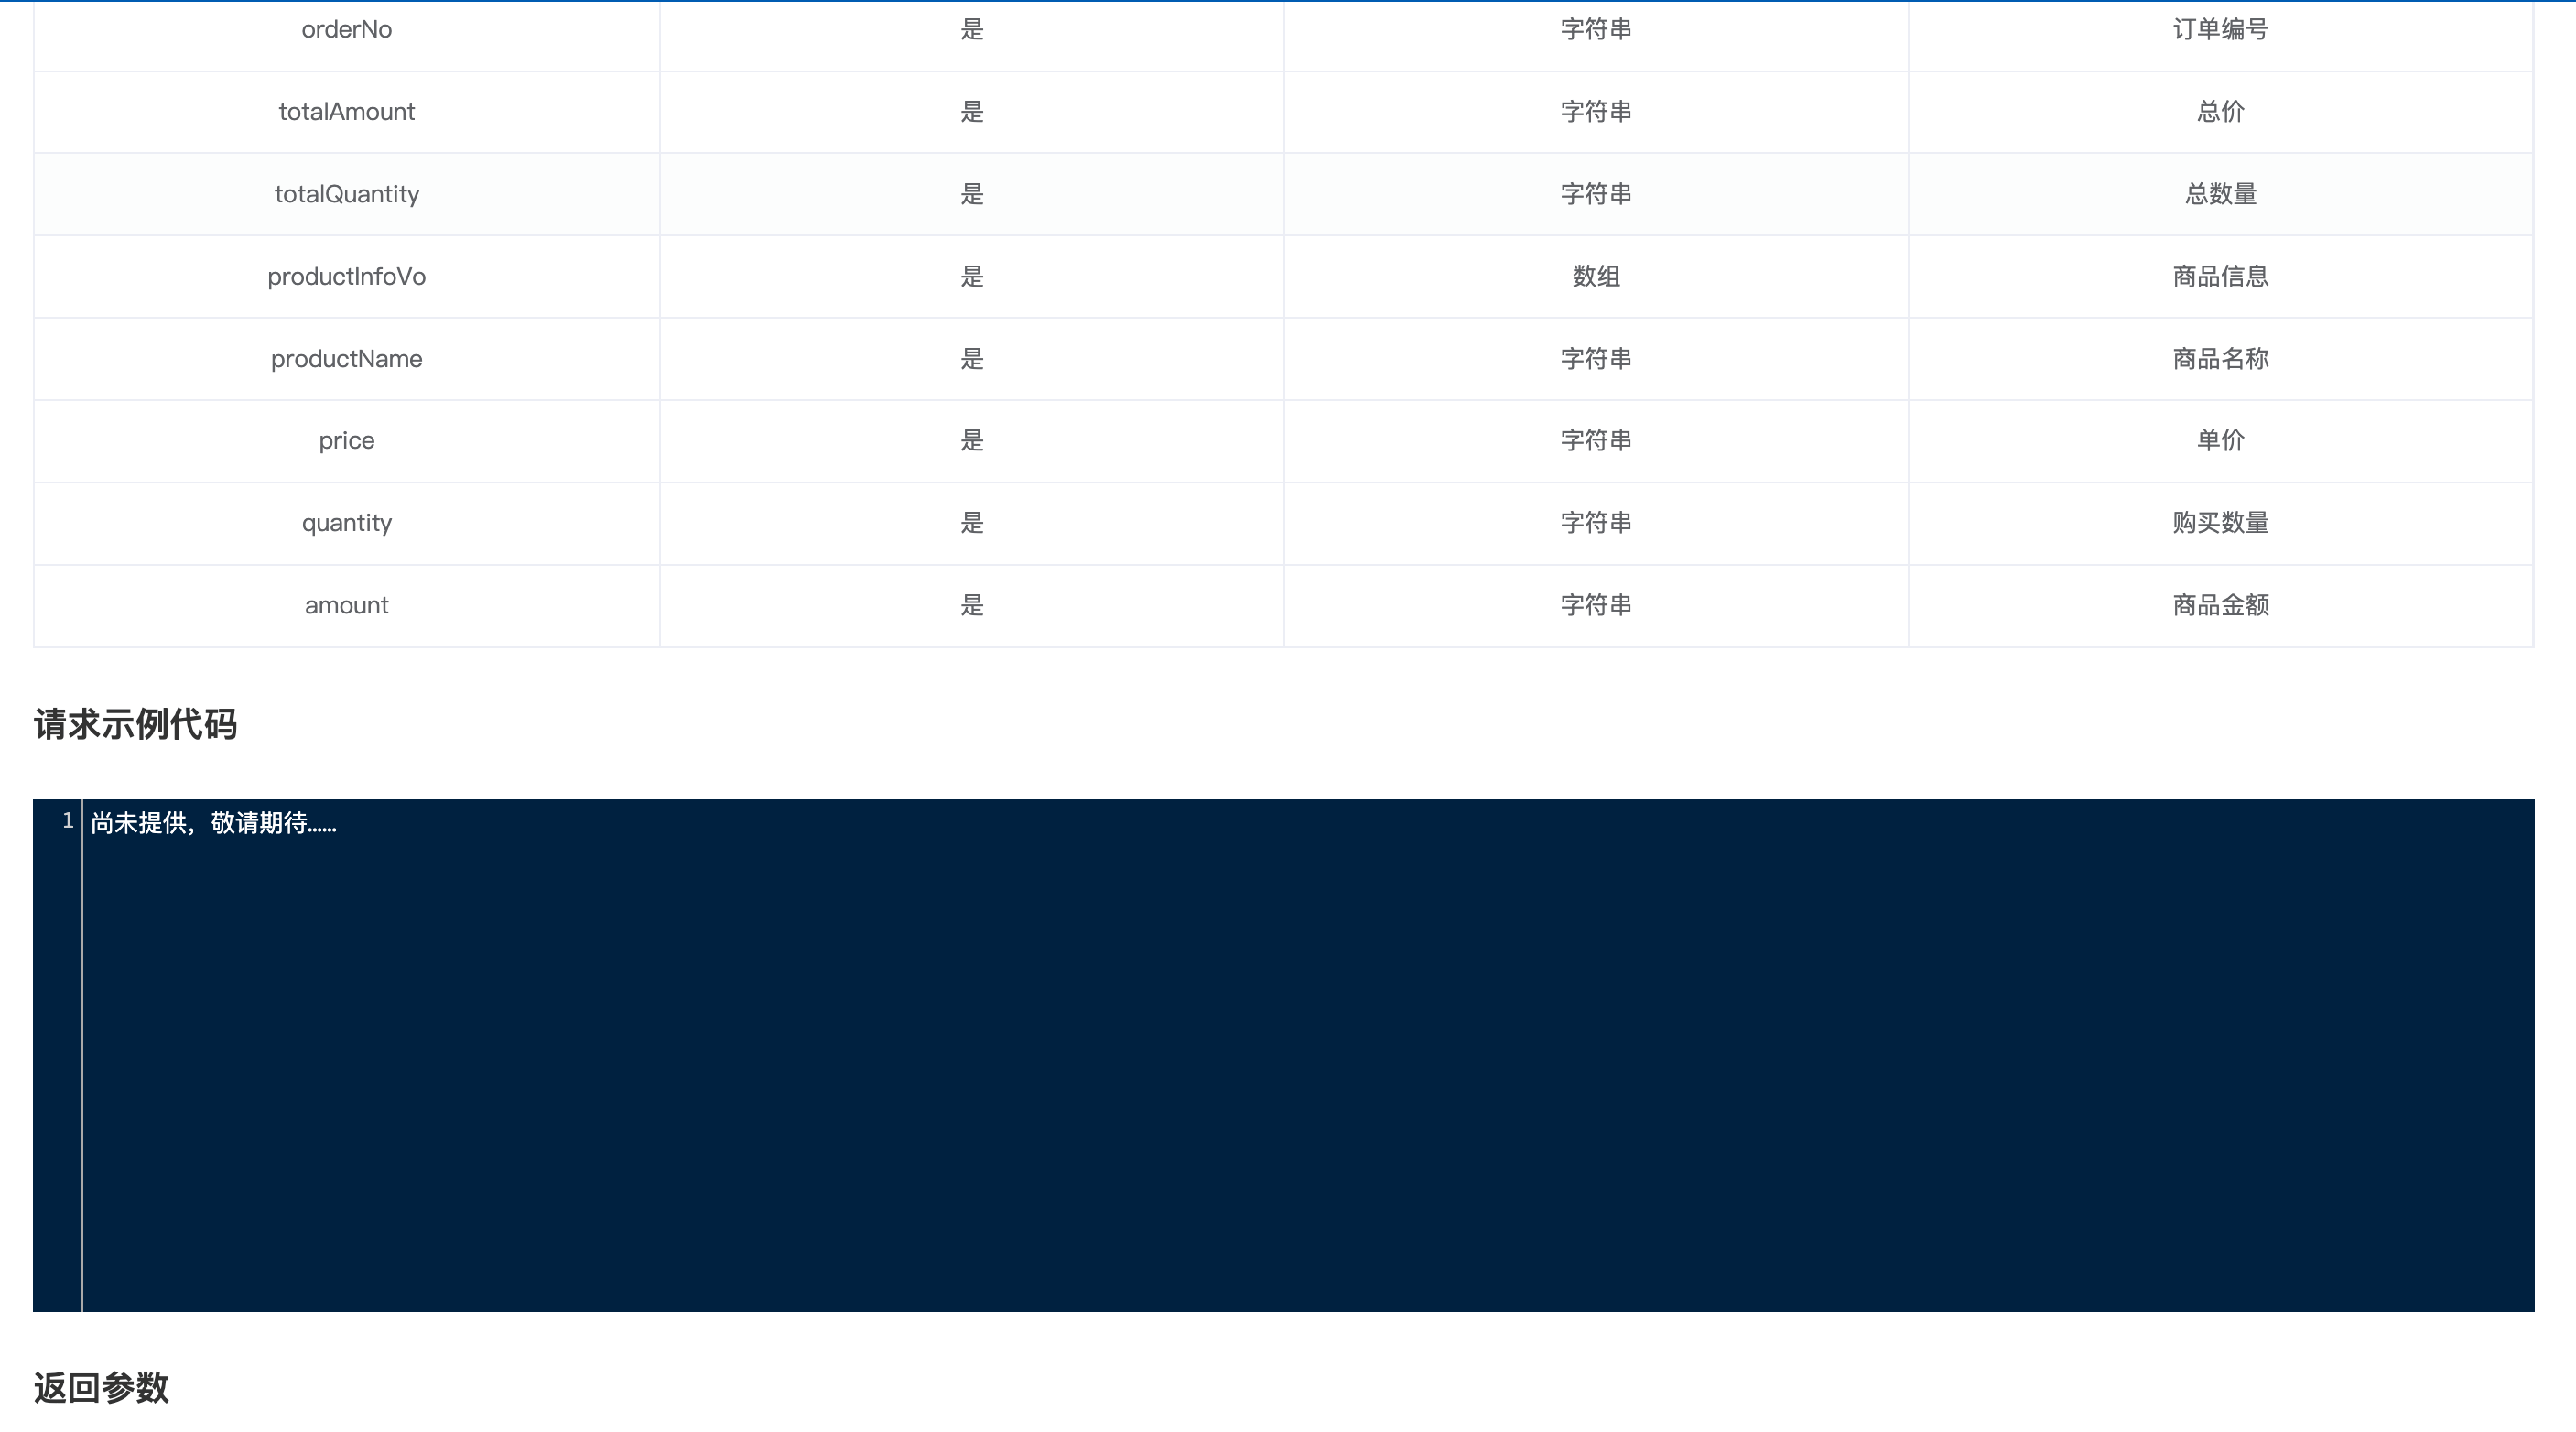 orderNo 是 字符串 订单编号
totalAmount 是 字符串 总价
totalQuantity 是 字符串 总数量
productInfoVo 是 数组 商品信息
productName 是 字符串 商品名称
price 是 字符串 单价
quantity 是 字符串 购买数量
amount 是 字符串 商品金额
请求示例代码
1 尚未提供，敬请期待……
返回参数